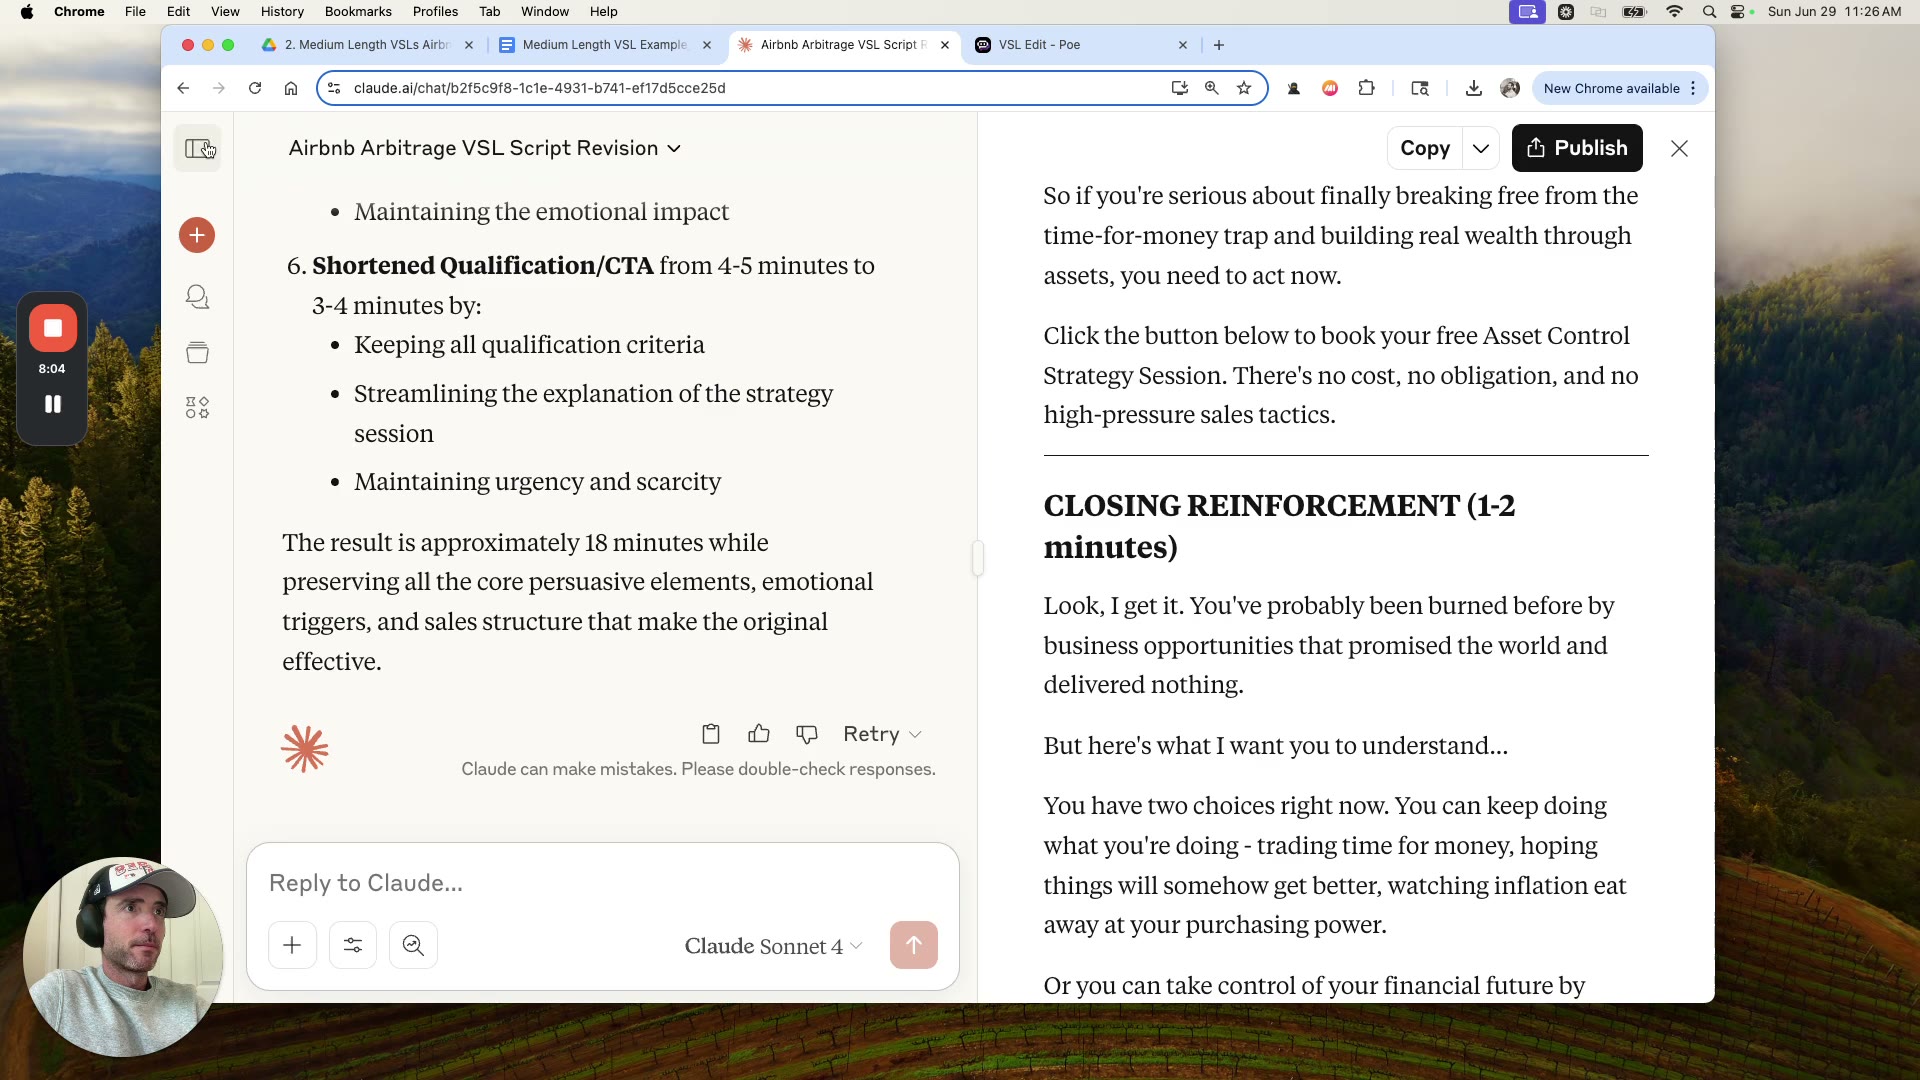 Chrome File Edit View History Bookmarks Profiles Tab Window Help
Sun Jun 29 11:26 AM
2. Medium Length VSLs Airbn
Medium Length VSL Example,
Airbnb Arbitrage VSL Script R
VSL Edit - Poe
claude.ai/chat/b2f5c9f8-1c1e-4931-b741-ef17d5cce25d
New Chrome available
Airbnb Arbitrage VSL Script Revision
Copy
Publish
• Maintaining the emotional impact
6. Shortened Qualification/CTA from 4-5 minutes to
3-4 minutes by:
• Keeping all qualification criteria
• Streamlining the explanation of the strategy
session
• Maintaining urgency and scarcity
The result is approximately 18 minutes while
preserving all the core persuasive elements, emotional
triggers, and sales structure that make the original
effective.
Retry
Claude can make mistakes. Please double-check responses.
Reply to Claude...
Claude Sonnet 4
So if you're serious about finally breaking free from the
time-for-money trap and building real wealth through
assets, you need to act now.
Click the button below to book your free Asset Control
Strategy Session. There's no cost, no obligation, and no
high-pressure sales tactics.
CLOSING REINFORCEMENT (1-2
minutes)
Look, I get it. You've probably been burned before by
business opportunities that promised the world and
delivered nothing.
But here's what I want you to understand...
You have two choices right now. You can keep doing
what you're doing - trading time for money, hoping
things will somehow get better, watching inflation eat
away at your purchasing power.
Or you can take control of your financial future by
8:04